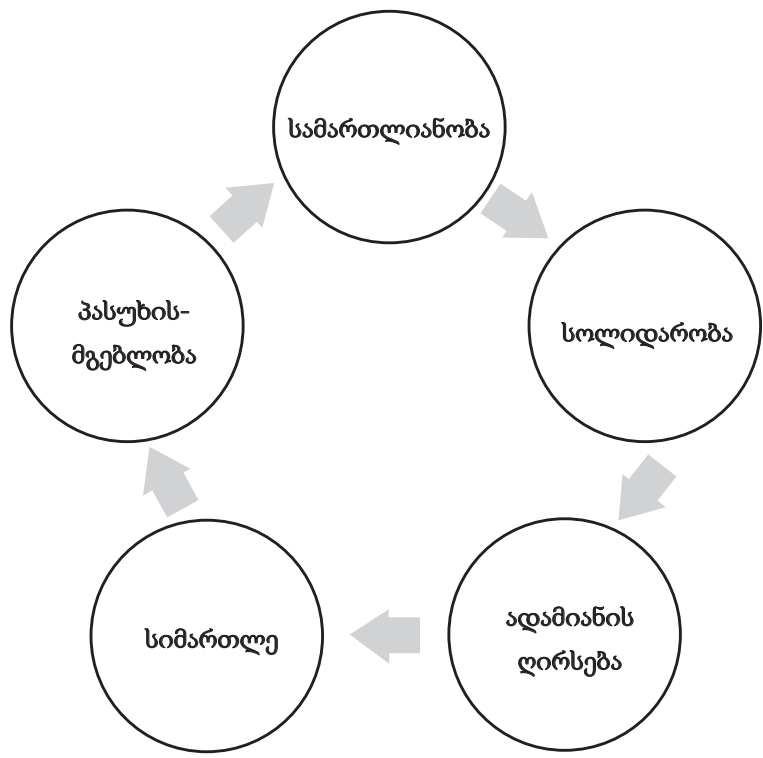 სამართლიანობა
სოლიდარობა
ადამიანის
ღირსება
სიმართლე
პასუხის-
მგებლობა